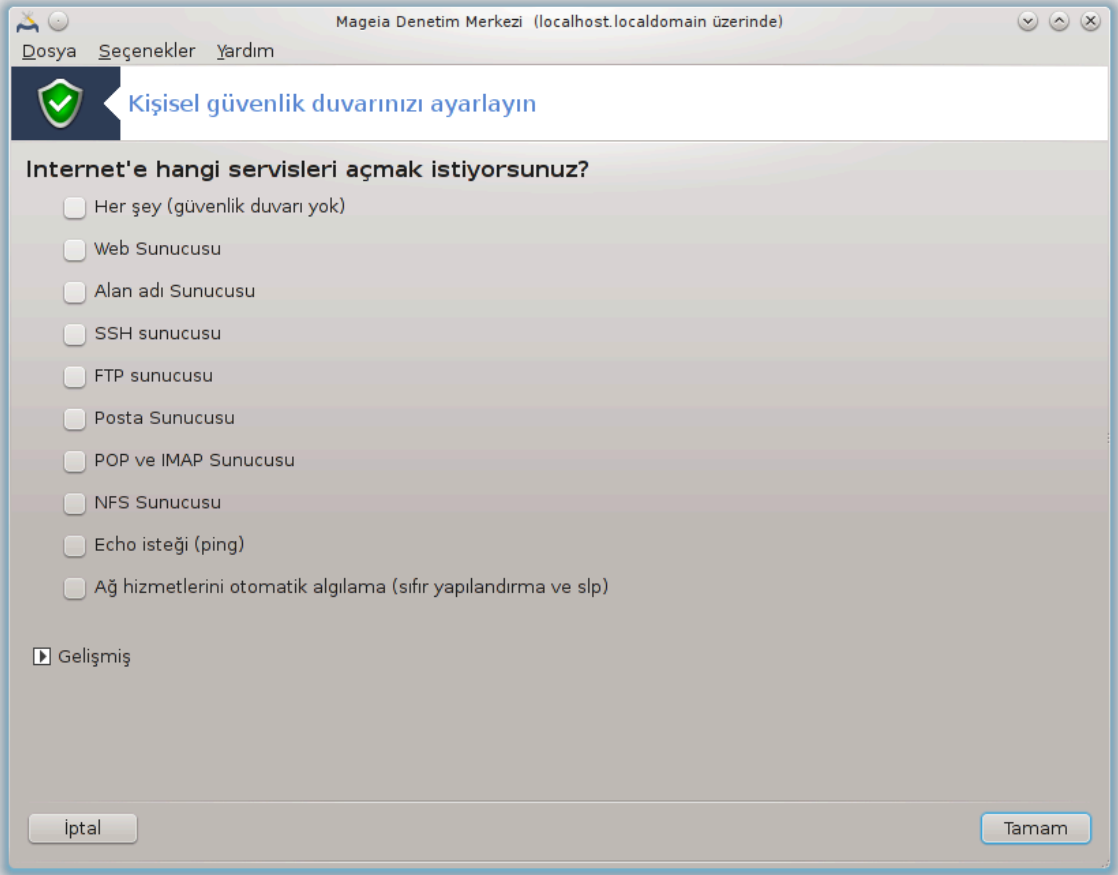 Mageia Denetim Merkezi (localhost.localdomain üzerinde)
Dosya Seçenekler Yardım
Kişisel güvenlik duvarınızı ayarlayın
Internet'e hangi servisleri açmak istiyorsunuz?
Her şey (güvenlik duvarı yok)
Web Sunucusu
Alan adı Sunucusu
SSH sunucusu
FTP sunucusu
Posta Sunucusu
POP ve IMAP Sunucusu
NFS Sunucusu
Echo isteği (ping)
Ağ hizmetlerini otomatik algılama (sıfır yapılandırma ve slp)
Gelişmiş
İptal Tamam